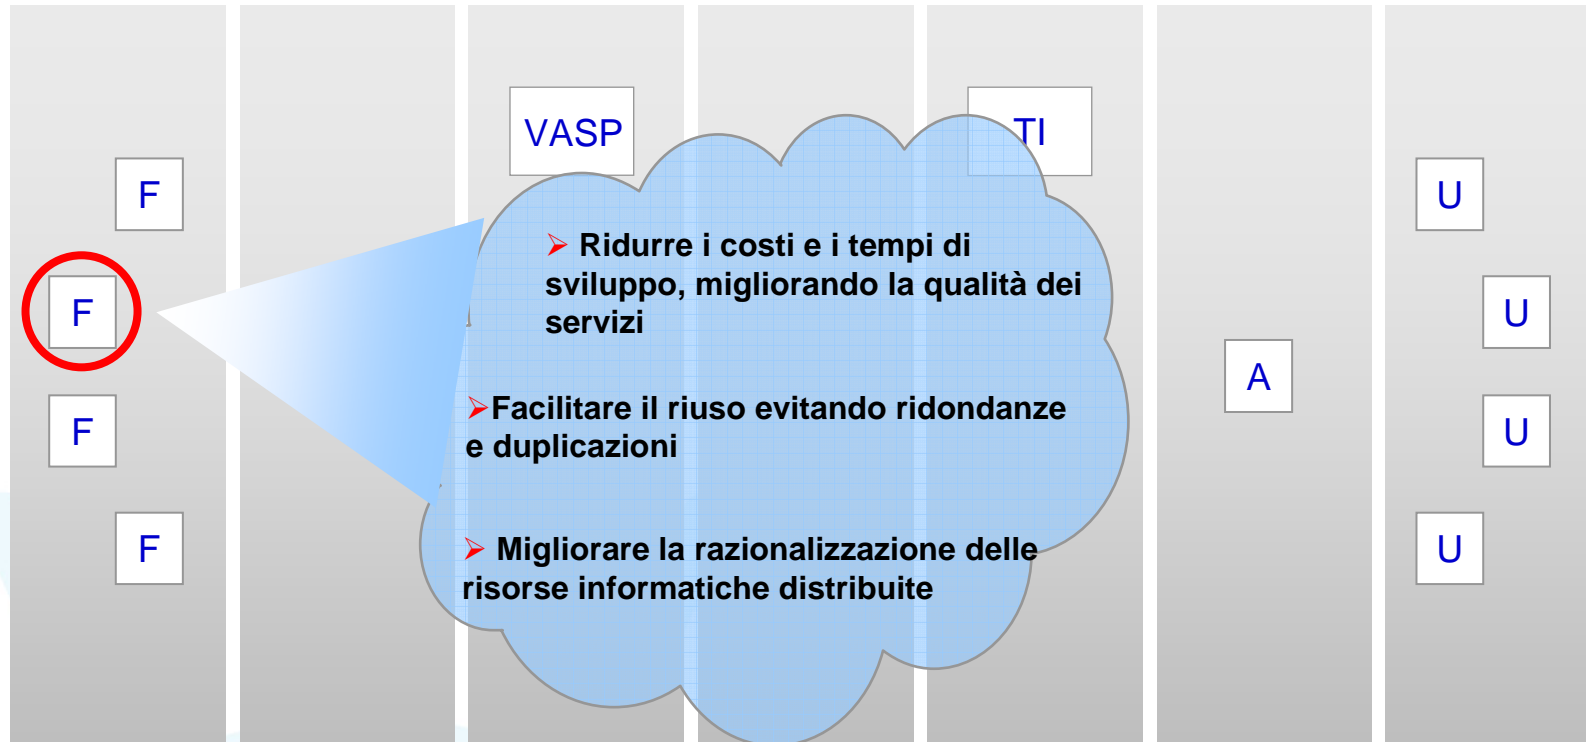 VASP
TI
F
U
➢ Ridurre i costi e i tempi di
sviluppo, migliorando la qualità dei
servizi
F
U
A
➢Facilitare il riuso evitando ridondanze
e duplicazioni
F
U
➢ Migliorare la razionalizzazione delle
risorse informatiche distribuite
F
U